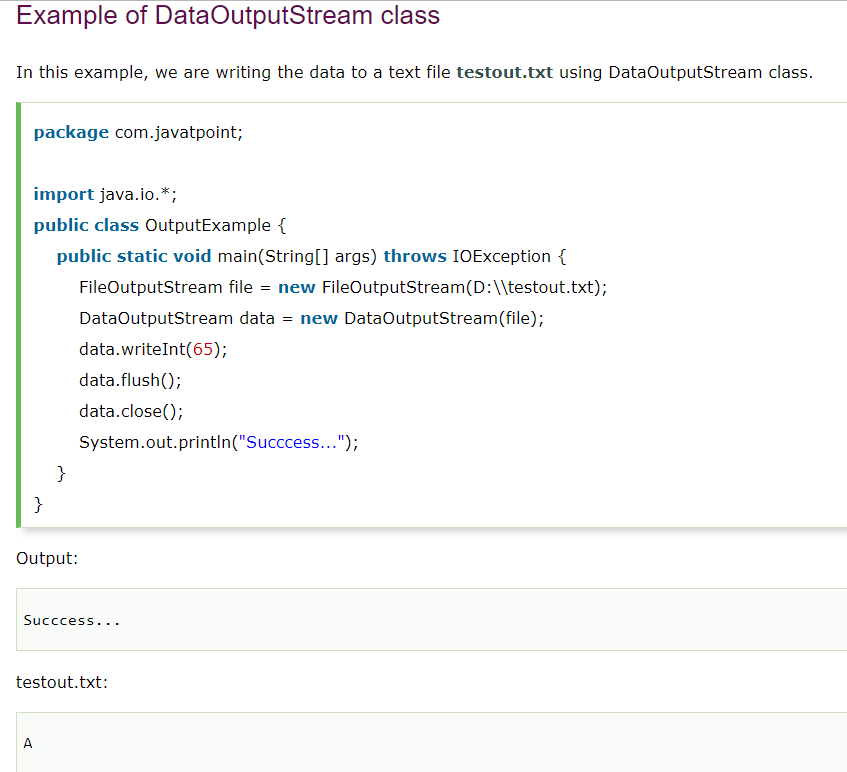 Example of DataOutputStream class
In this example, we are writing the data to a text file testout.txt using DataOutputStream class.
package com.javatpoint;
import java.io.*;
public class OutputExample {
public static void main(String[] args) throws IOException {
FileOutputStream file = new FileOutputStream(D:\\testout.txt);
DataOutputStream data = new DataOutputStream(file);
data.writeInt(65);
data.flush();
data.close();
System.out.println("Succcess...");
}
}
Output:
Succcess...
testout.txt:
A